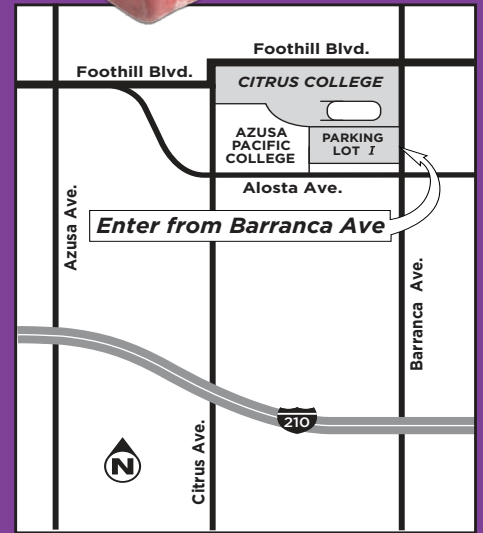 Foothill Blvd.
Foothill Blvd.
CITRUS COLLEGE
AZUSA
PACIFIC
COLLEGE
PARKING
LOT I
Alosta Ave.
Enter from Barranca Ave
Azusa Ave.
Barranca Ave.
210
Citrus Ave.
N